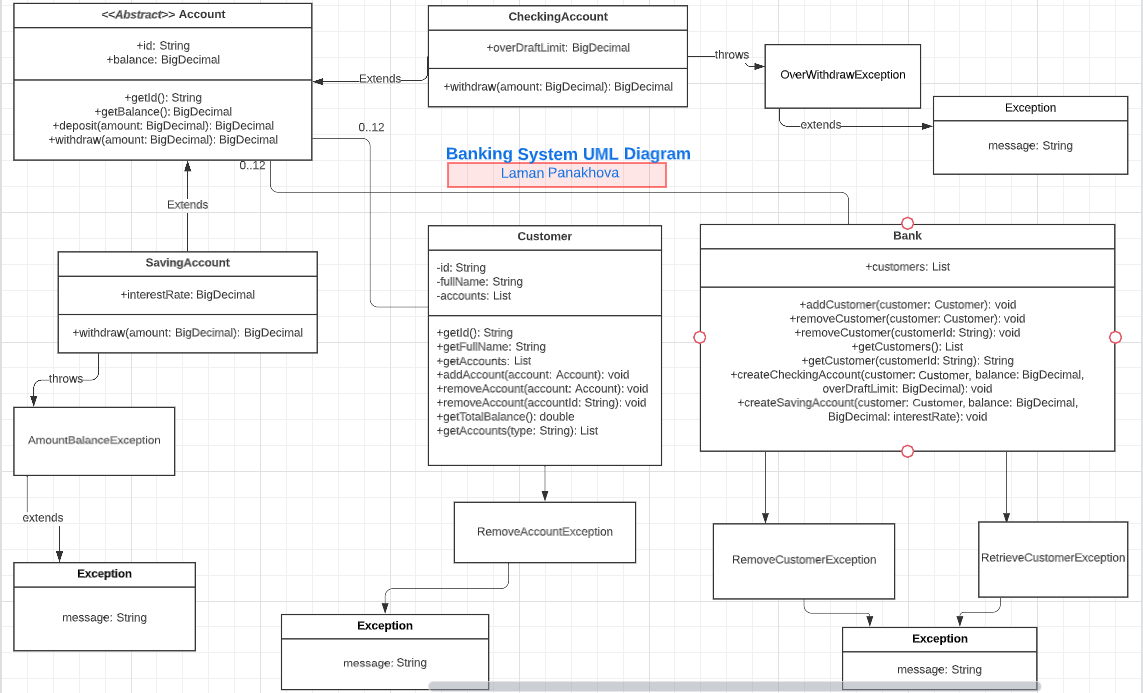 <<Abstract>> Account
+id: String
+balance: BigDecimal
+getId(): String
+getBalance(): BigDecimal
+deposit(amount: BigDecimal): BigDecimal
+withdraw(amount: BigDecimal): BigDecimal
CheckingAccount
+overDraftLimit: BigDecimal
+withdraw(amount: BigDecimal): BigDecimal
Extends
throws
OverWithdrawException
extends
Exception
message: String
0..12
0..12
Banking System UML Diagram
Laman Panakhova
Extends
SavingAccount
+interestRate: BigDecimal
+withdraw(amount: BigDecimal): BigDecimal
throws
AmountBalanceException
extends
Exception
message: String
Customer
-id: String
-fullName: String
-accounts: List
+getId(): String
+getFullName: String
+getAccounts: List
+addAccount(account: Account): void
+removeAccount(account: Account): void
+removeAccount(accountId: String): void
+getTotalBalance(): double
+getAccounts(type: String): List
RemoveAccountException
Exception
message: String
Bank
+customers: List
+addCustomer(customer: Customer): void
+removeCustomer(customer: Customer): void
+removeCustomer(customerId: String): void
+getCustomers(): List
+getCustomer(customerId: String): String
+createCheckingAccount(customer: Customer, balance: BigDecimal,
overDraftLimit: BigDecimal): void
+createSavingAccount(customer: Customer, balance: BigDecimal,
BigDecimal: interestRate): void
RemoveCustomerException
RetrieveCustomerException
Exception
message: String